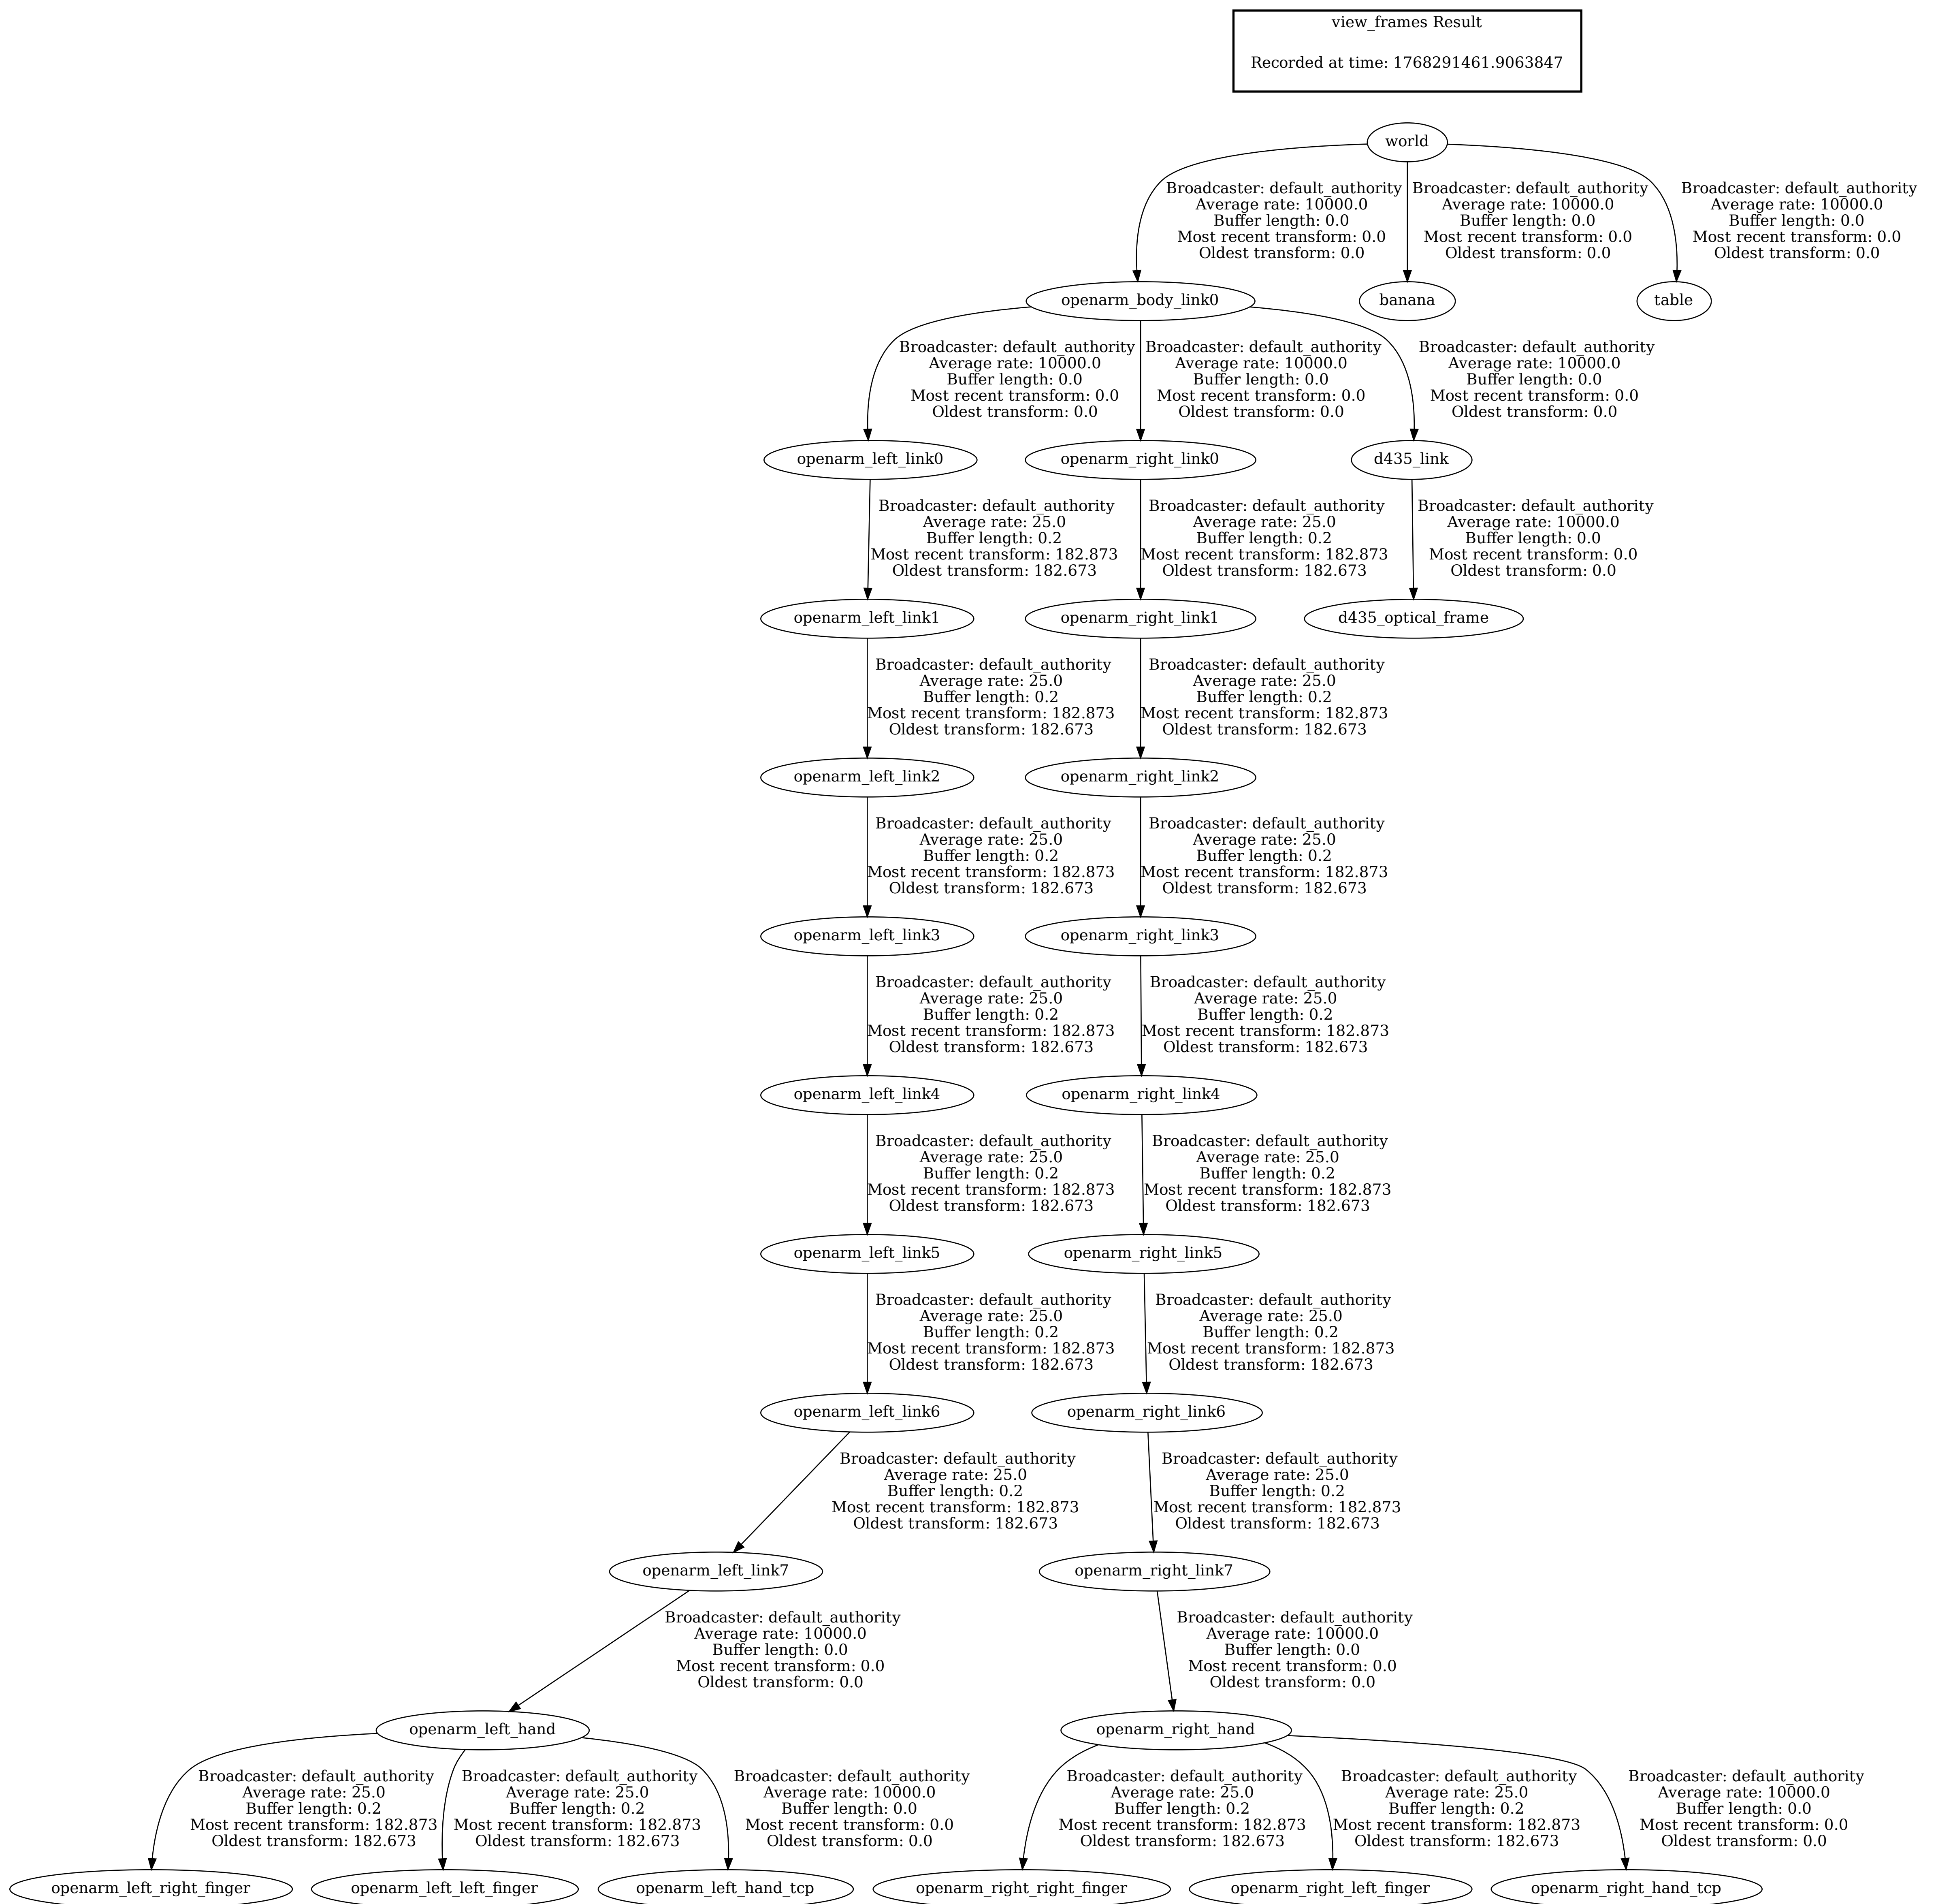 view_frames Result
Recorded at time: 1768291461.9063847
world
Broadcaster: default_authority
Average rate: 10000.0
Buffer length: 0.0
Most recent transform: 0.0
Oldest transform: 0.0
Broadcaster: default_authority
Average rate: 10000.0
Buffer length: 0.0
Most recent transform: 0.0
Oldest transform: 0.0
Broadcaster: default_authority
Average rate: 10000.0
Buffer length: 0.0
Most recent transform: 0.0
Oldest transform: 0.0
openarm_body_link0
banana
table
Broadcaster: default_authority
Average rate: 10000.0
Buffer length: 0.0
Most recent transform: 0.0
Oldest transform: 0.0
Broadcaster: default_authority
Average rate: 10000.0
Buffer length: 0.0
Most recent transform: 0.0
Oldest transform: 0.0
Broadcaster: default_authority
Average rate: 10000.0
Buffer length: 0.0
Most recent transform: 0.0
Oldest transform: 0.0
openarm_left_link0
openarm_right_link0
d435_link
Broadcaster: default_authority
Average rate: 25.0
Buffer length: 0.2
Most recent transform: 182.873
Oldest transform: 182.673
Broadcaster: default_authority
Average rate: 25.0
Buffer length: 0.2
Most recent transform: 182.873
Oldest transform: 182.673
Broadcaster: default_authority
Average rate: 10000.0
Buffer length: 0.0
Most recent transform: 0.0
Oldest transform: 0.0
openarm_left_link1
openarm_right_link1
d435_optical_frame
Broadcaster: default_authority
Average rate: 25.0
Buffer length: 0.2
Most recent transform: 182.873
Oldest transform: 182.673
Broadcaster: default_authority
Average rate: 25.0
Buffer length: 0.2
Most recent transform: 182.873
Oldest transform: 182.673
openarm_left_link2
openarm_right_link2
Broadcaster: default_authority
Average rate: 25.0
Buffer length: 0.2
Most recent transform: 182.873
Oldest transform: 182.673
Broadcaster: default_authority
Average rate: 25.0
Buffer length: 0.2
Most recent transform: 182.873
Oldest transform: 182.673
openarm_left_link3
openarm_right_link3
Broadcaster: default_authority
Average rate: 25.0
Buffer length: 0.2
Most recent transform: 182.873
Oldest transform: 182.673
Broadcaster: default_authority
Average rate: 25.0
Buffer length: 0.2
Most recent transform: 182.873
Oldest transform: 182.673
openarm_left_link4
openarm_right_link4
Broadcaster: default_authority
Average rate: 25.0
Buffer length: 0.2
Most recent transform: 182.873
Oldest transform: 182.673
Broadcaster: default_authority
Average rate: 25.0
Buffer length: 0.2
Most recent transform: 182.873
Oldest transform: 182.673
openarm_left_link5
openarm_right_link5
Broadcaster: default_authority
Average rate: 25.0
Buffer length: 0.2
Most recent transform: 182.873
Oldest transform: 182.673
Broadcaster: default_authority
Average rate: 25.0
Buffer length: 0.2
Most recent transform: 182.873
Oldest transform: 182.673
openarm_left_link6
openarm_right_link6
Broadcaster: default_authority
Average rate: 25.0
Buffer length: 0.2
Most recent transform: 182.873
Oldest transform: 182.673
Broadcaster: default_authority
Average rate: 25.0
Buffer length: 0.2
Most recent transform: 182.873
Oldest transform: 182.673
openarm_left_link7
openarm_right_link7
Broadcaster: default_authority
Average rate: 10000.0
Buffer length: 0.0
Most recent transform: 0.0
Oldest transform: 0.0
Broadcaster: default_authority
Average rate: 10000.0
Buffer length: 0.0
Most recent transform: 0.0
Oldest transform: 0.0
openarm_left_hand
openarm_right_hand
Broadcaster: default_authority
Average rate: 25.0
Buffer length: 0.2
Most recent transform: 182.873
Oldest transform: 182.673
Broadcaster: default_authority
Average rate: 25.0
Buffer length: 0.2
Most recent transform: 182.873
Oldest transform: 182.673
Broadcaster: default_authority
Average rate: 10000.0
Buffer length: 0.0
Most recent transform: 0.0
Oldest transform: 0.0
Broadcaster: default_authority
Average rate: 25.0
Buffer length: 0.2
Most recent transform: 182.873
Oldest transform: 182.673
Broadcaster: default_authority
Average rate: 25.0
Buffer length: 0.2
Most recent transform: 182.873
Oldest transform: 182.673
Broadcaster: default_authority
Average rate: 10000.0
Buffer length: 0.0
Most recent transform: 0.0
Oldest transform: 0.0
openarm_left_right_finger
openarm_left_left_finger
openarm_left_hand_tcp
openarm_right_right_finger
openarm_right_left_finger
openarm_right_hand_tcp